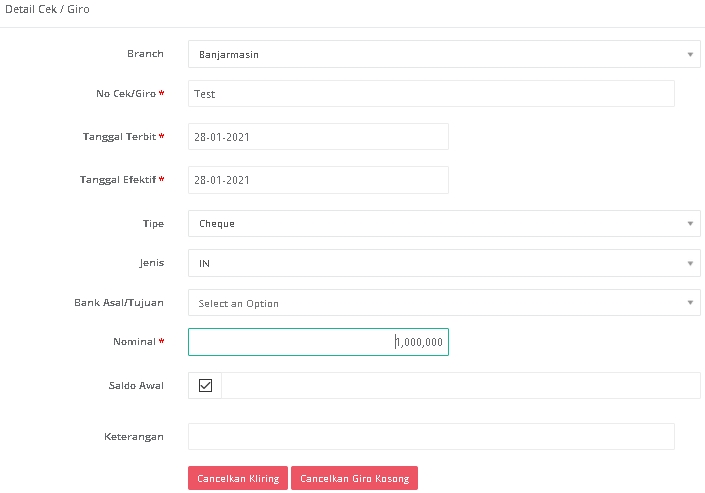 Detail Cek / Giro
Branch Banjarmasin
No Cek/Giro * Test
Tanggal Terbit * 28-01-2021
Tanggal Efektif * 28-01-2021
Tipe Cheque
Jenis IN
Bank Asal/Tujuan Select an Option
Nominal * 1,000,000
Saldo Awal
Keterangan
Cancelkan Kliring Cancelkan Giro Kosong